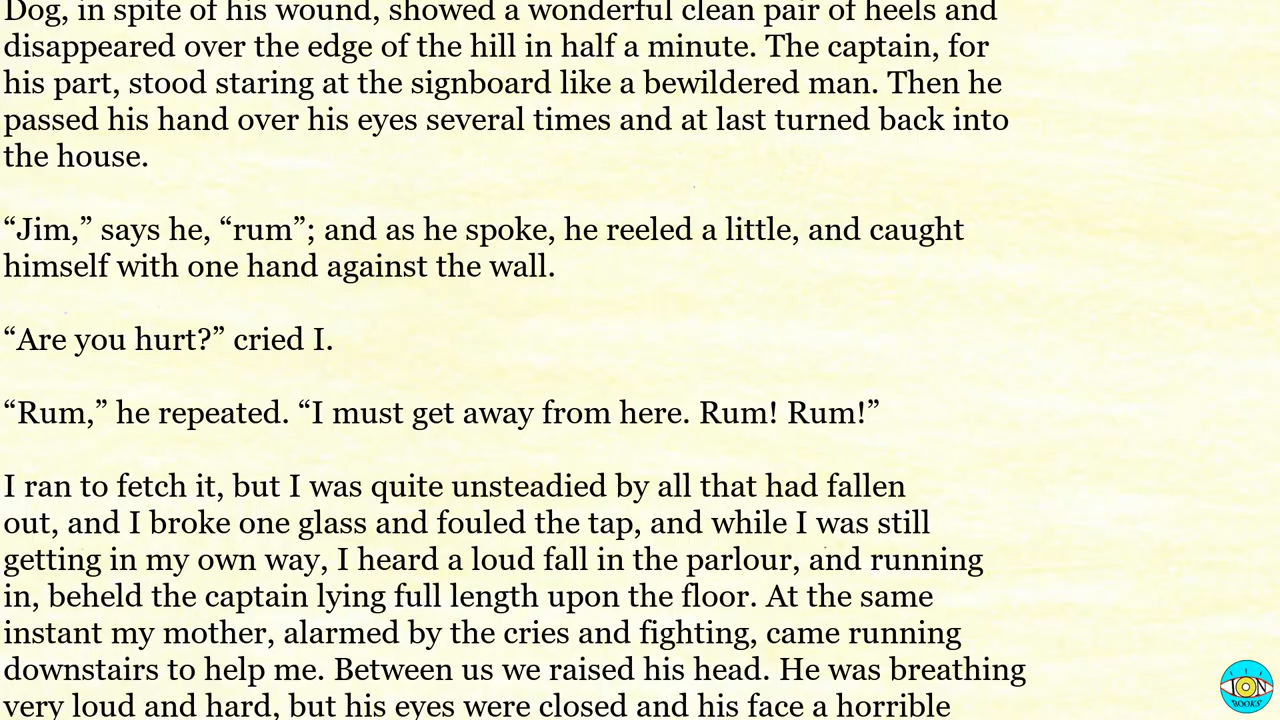 Dog, in spite of his wound, showed a wonderful clean pair of heels and
disappeared over the edge of the hill in half a minute. The captain, for
his part, stood staring at the signboard like a bewildered man. Then he
passed his hand over his eyes several times and at last turned back into
the house.
“Jim,” says he, “rum”; and as he spoke, he reeled a little, and caught
himself with one hand against the wall.
“Are you hurt?” cried I.
“Rum,” he repeated. “I must get away from here. Rum! Rum!”
I ran to fetch it, but I was quite unsteadied by all that had fallen
out, and I broke one glass and fouled the tap, and while I was still
getting in my own way, I heard a loud fall in the parlour, and running
in, beheld the captain lying full length upon the floor. At the same
instant my mother, alarmed by the cries and fighting, came running
downstairs to help me. Between us we raised his head. He was breathing
very loud and hard, but his eyes were closed and his face a horrible
ION
BOOKS